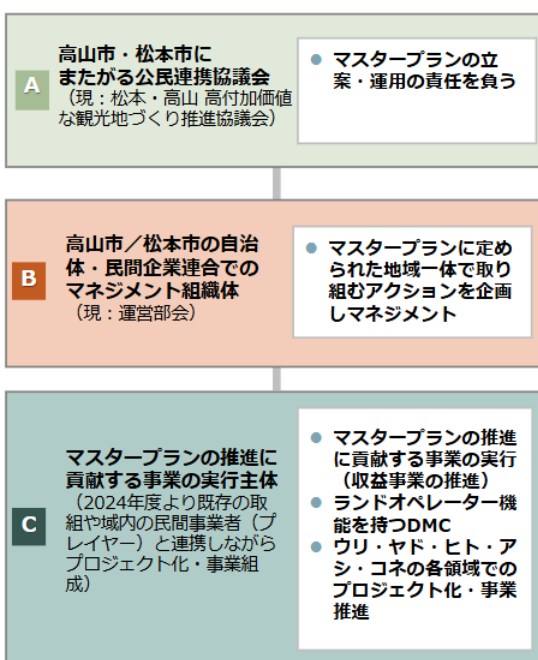 A
高山市・松本市に
またがる公民連携協議会
（現：松本・高山 高付加価値
な観光地づくり推進協議会）
● マスタープランの立
案・運用の責任を負う
B
高山市／松本市の自治
体・民間企業連合での
マネジメント組織体
（現：運営部会）
● マスタープランに定め
られた地域一体で取り
組むアクションを企画
しマネジメント
C
マスタープランの推進に
貢献する事業の実行主体
（2024年度より既存の取
組や域内の民間事業者（プ
レイヤー）と連携しながら
プロジェクト化・事業組
成）
● マスタープランの推進
に貢献する事業の実行
（収益事業の推進）
● ランドオペレーター機
能を持つDMC
● ウリ・ヤド・ヒト・ア
シ・コネの各領域での
プロジェクト化・事業
推進